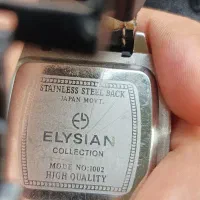 STAINLESS STEEL BACK
JAPAN MOVT.
ELYSIAN
COLLECTION
MODE NO:1002
HIGH QUALITY